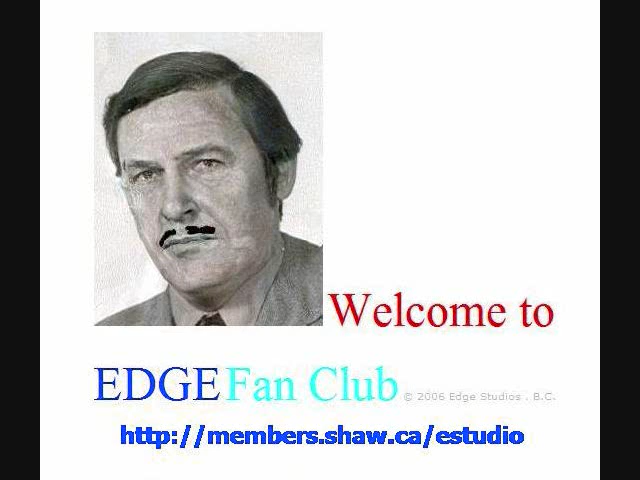 Welcome to
EDGE Fan Club © 2006 Edge Studios . B.C.
http://members.shaw.ca/estudio